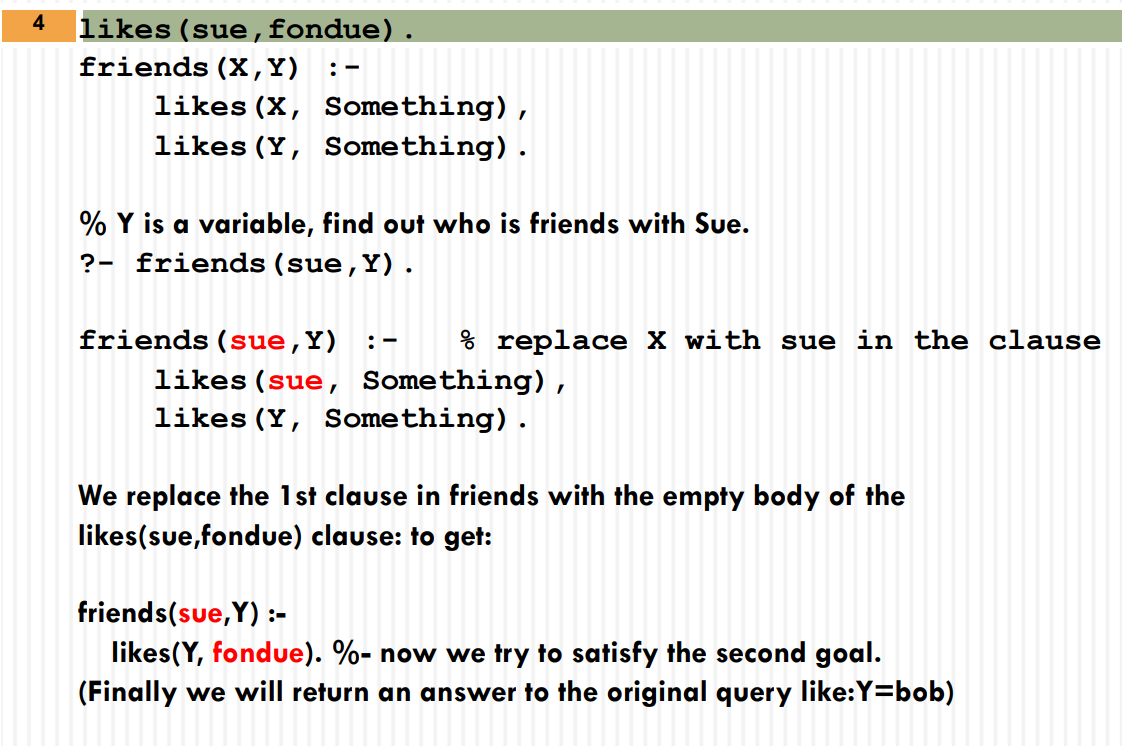 4
likes(sue,fondue).
friends(X,Y) :-
likes(X, Something),
likes(Y, Something).
% Y is a variable, find out who is friends with Sue.
?- friends(sue,Y).
friends(sue,Y) :- % replace X with sue in the clause
likes(sue, Something),
likes(Y, Something).
We replace the 1st clause in friends with the empty body of the
likes(sue,fondue) clause: to get:
friends(sue,Y) :-
likes(Y, fondue). %- now we try to satisfy the second goal.
(Finally we will return an answer to the original query like:Y=bob)